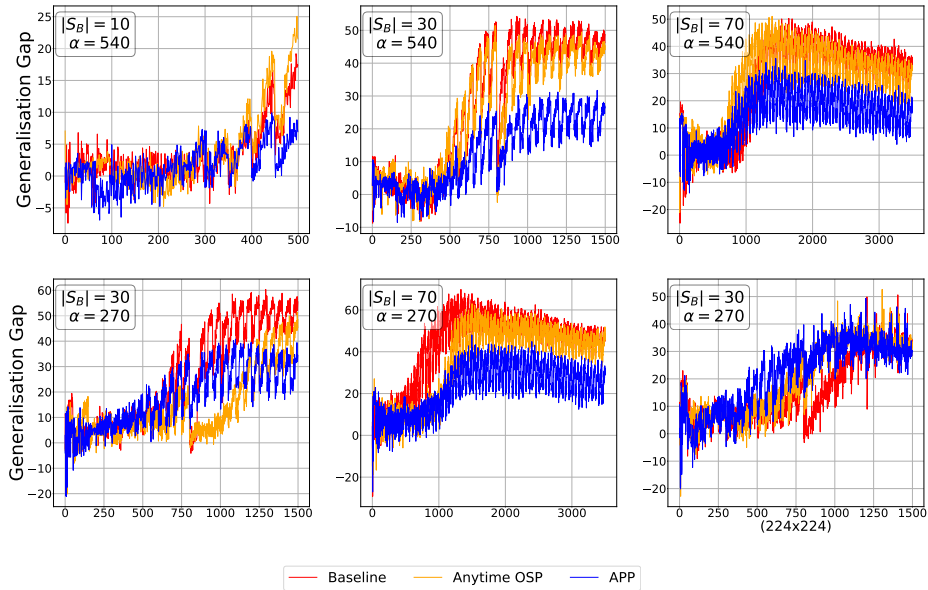 Generalisation Gap
|S_B| = 10
α = 540
25
20
15
10
5
0
−5
0 100 200 300 400 500
|S_B| = 30
α = 540
50
40
30
20
10
0
−10
0 250 500 750 1000 1250 1500
|S_B| = 70
α = 540
50
40
30
20
10
0
−10
−20
0 1000 2000 3000
Generalisation Gap
|S_B| = 30
α = 270
60
50
40
30
20
10
0
−10
−20
0 250 500 750 1000 1250 1500
|S_B| = 70
α = 270
80
60
40
20
0
−20
0 1000 2000 3000
|S_B| = 30
α = 270
50
40
30
20
10
0
−10
−20
0 250 500 750 1000 1250 1500
(224x224)
Baseline Anytime OSP APP